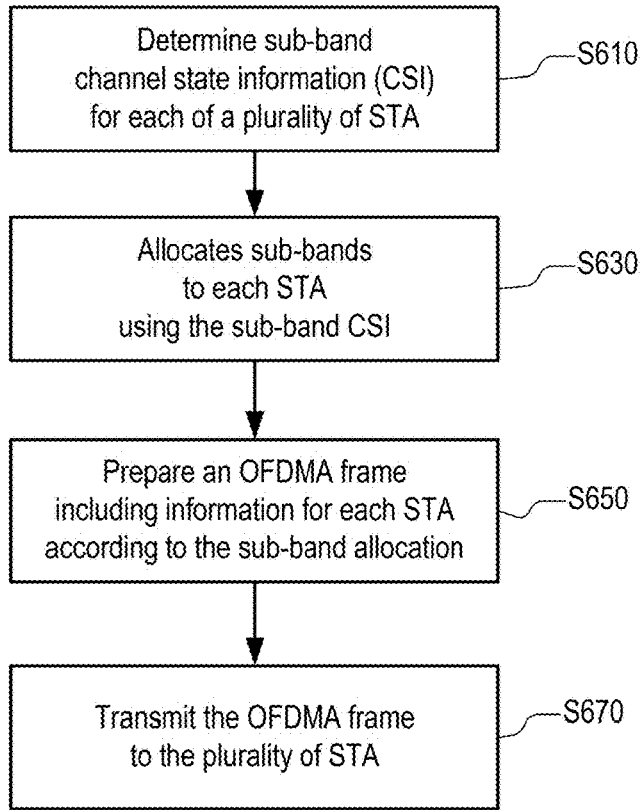 Determine sub-band
channel state information (CSI)
for each of a plurality of STA
S610
Allocates sub-bands
to each STA
using the sub-band CSI
S630
Prepare an OFDMA frame
including information for each STA
according to the sub-band allocation
S650
Transmit the OFDMA frame
to the plurality of STA
S670